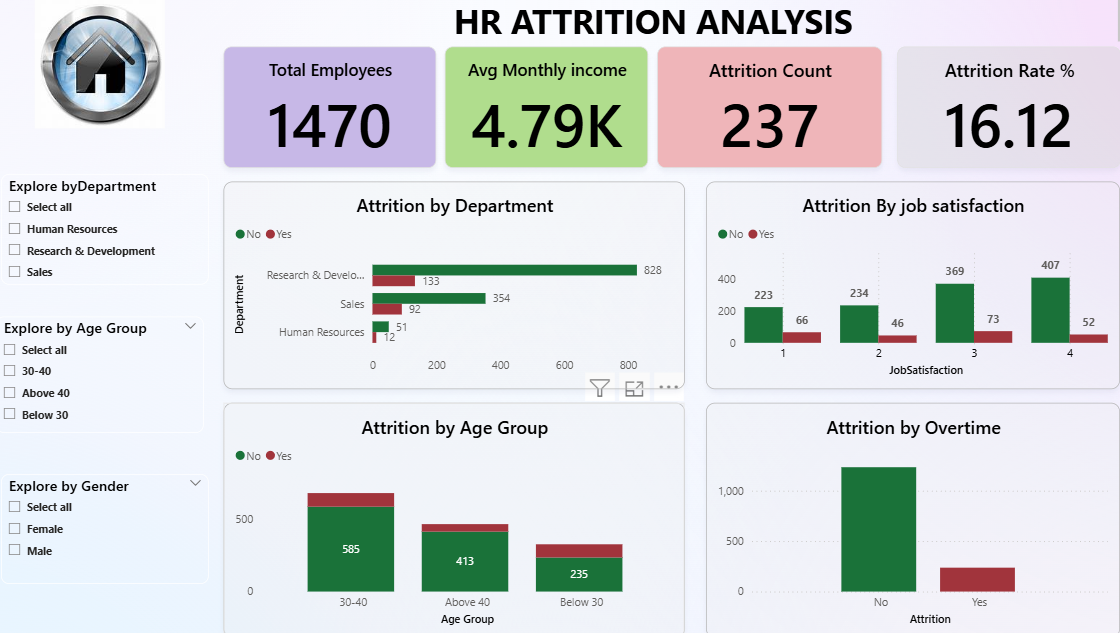 HR ATTRITION ANALYSIS
Total Employees
1470
Avg Monthly income
4.79K
Attrition Count
237
Attrition Rate %
16.12
Explore byDepartment
Select all
Human Resources
Research & Development
Sales
Explore by Age Group
Select all
30-40
Above 40
Below 30
Explore by Gender
Select all
Female
Male
Attrition by Department
No Yes
Department
Research & Develo... 828
133
Sales 354
92
Human Resources 51
12
0 200 400 600 800
Attrition By job satisfaction
No Yes
400
200
0
223 66 234 46 369 73 407 52
1 2 3 4
JobSatisfaction
Attrition by Age Group
No Yes
500
0
585 413 235
30-40 Above 40 Below 30
Age Group
Attrition by Overtime
1,000
500
0
No Yes
Attrition